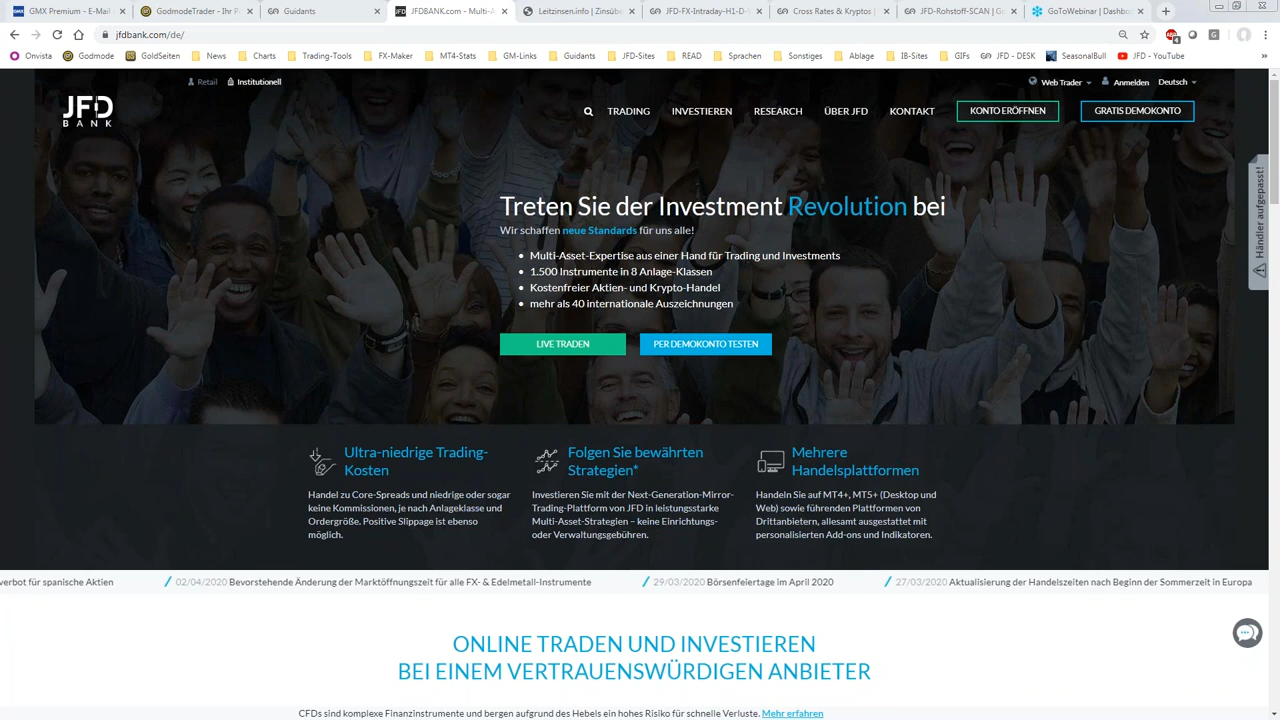 GMX Premium - E-Mail
GodmodeTrader - Ihr P
Guidants
JFDBANK.com - Multi-A
Leitzinsen.info | Zinsübe
JFD-FX-Intraday-H1-D-V
Cross Rates & Kryptos |
JFD-Rohstoff-SCAN | G
GoToWebinar | Dashbo
jfdbank.com/de/
Onvista
Godmode
GoldSeiten
News
Charts
Trading-Tools
FX-Maker
MT4-Stats
GM-Links
Guidants
JFD-Sites
READ
Sprachen
Sonstiges
Ablage
IB-Sites
GIFs
JFD - DESK
SeasonalBull
JFD - YouTube
»
Retail
Institutionell
Web Trader
Anmelden
Deutsch
JFD
BANK
TRADING
INVESTIEREN
RESEARCH
ÜBER JFD
KONTAKT
KONTO ERÖFFNEN
GRATIS DEMOKONTO
Händler aufgepasst!
Treten Sie der Investment Revolution bei
Wir schaffen neue Standards für uns alle!
• Multi-Asset-Expertise aus einer Hand für Trading und Investments
• 1.500 Instrumente in 8 Anlage-Klassen
• Kostenfreier Aktien- und Krypto-Handel
• mehr als 40 internationale Auszeichnungen
LIVE TRADEN
PER DEMOKONTO TESTEN
Ultra-niedrige Trading-
Kosten
Handel zu Core-Spreads und niedrige oder sogar
keine Kommissionen, je nach Anlageklasse und
Ordergröße. Positive Slippage ist ebenso
möglich.
Folgen Sie bewährten
Strategien*
Investieren Sie mit der Next-Generation-Mirror-
Trading-Plattform von JFD in leistungsstarke
Multi-Asset-Strategien – keine Einrichtungs-
oder Verwaltungsgebühren.
Mehrere
Handelsplattformen
Handeln Sie auf MT4+, MT5+ (Desktop und
Web) sowie führenden Plattformen von
Drittanbietern, allesamt ausgestattet mit
personalisierten Add-ons und Indikatoren.
verbot für spanische Aktien
02/04/2020 Bevorstehende Änderung der Marktöffnungszeit für alle FX- & Edelmetall-Instrumente
29/03/2020 Börsenfeiertage im April 2020
27/03/2020 Aktualisierung der Handelszeiten nach Beginn der Sommerzeit in Europa
ONLINE TRADEN UND INVESTIEREN
BEI EINEM VERTRAUENSWÜRDIGEN ANBIETER
CFDs sind komplexe Finanzinstrumente und bergen aufgrund des Hebels ein hohes Risiko für schnelle Verluste. Mehr erfahren